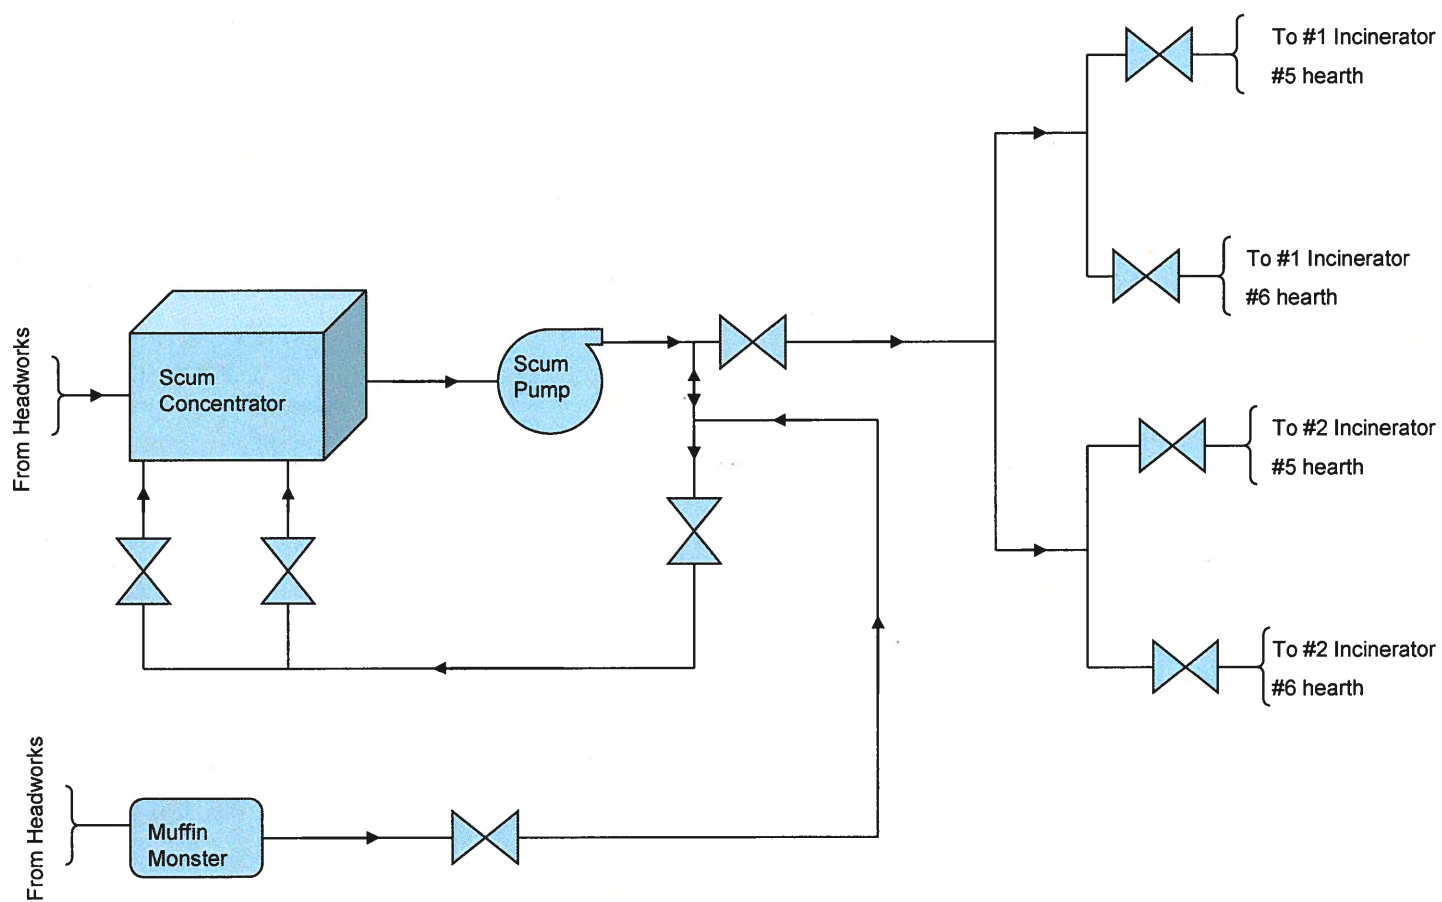 To #1 Incinerator
#5 hearth
To #1 Incinerator
#6 hearth
From Headworks
Scum
Concentrator
Scum
Pump
To #2 Incinerator
#5 hearth
To #2 Incinerator
#6 hearth
From Headworks
Muffin
Monster